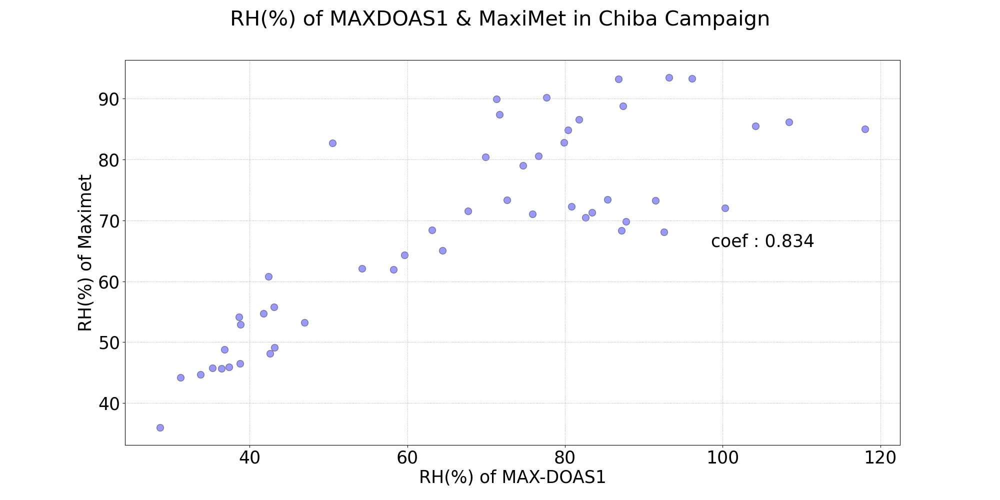 RH(%) of MAXDOAS1 & MaxiMet in Chiba Campaign
RH(%) of Maximet
90
80
70
60
50
40
coef : 0.834
40 60 80 100 120
RH(%) of MAX-DOAS1